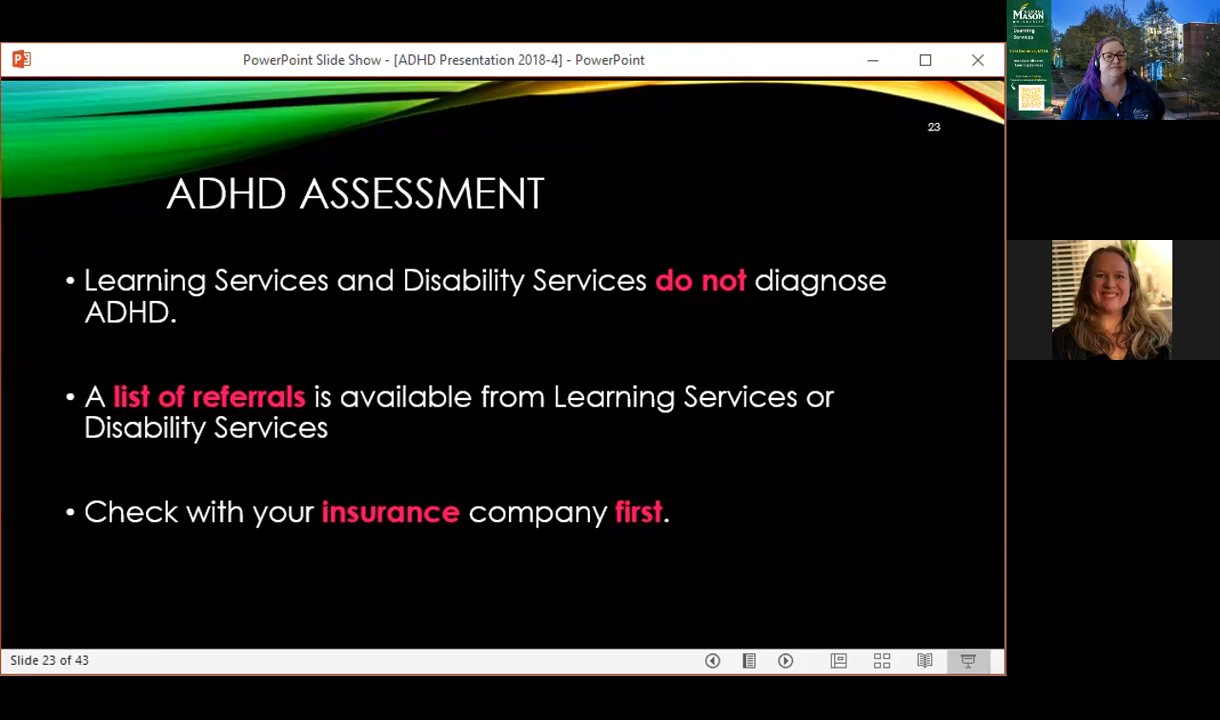 PowerPoint Slide Show - [ADHD Presentation 2018-4] - PowerPoint
23
ADHD ASSESSMENT
• Learning Services and Disability Services do not diagnose
ADHD.
• A list of referrals is available from Learning Services or
Disability Services
• Check with your insurance company first.
Slide 23 of 43
MASON
Learning
Services